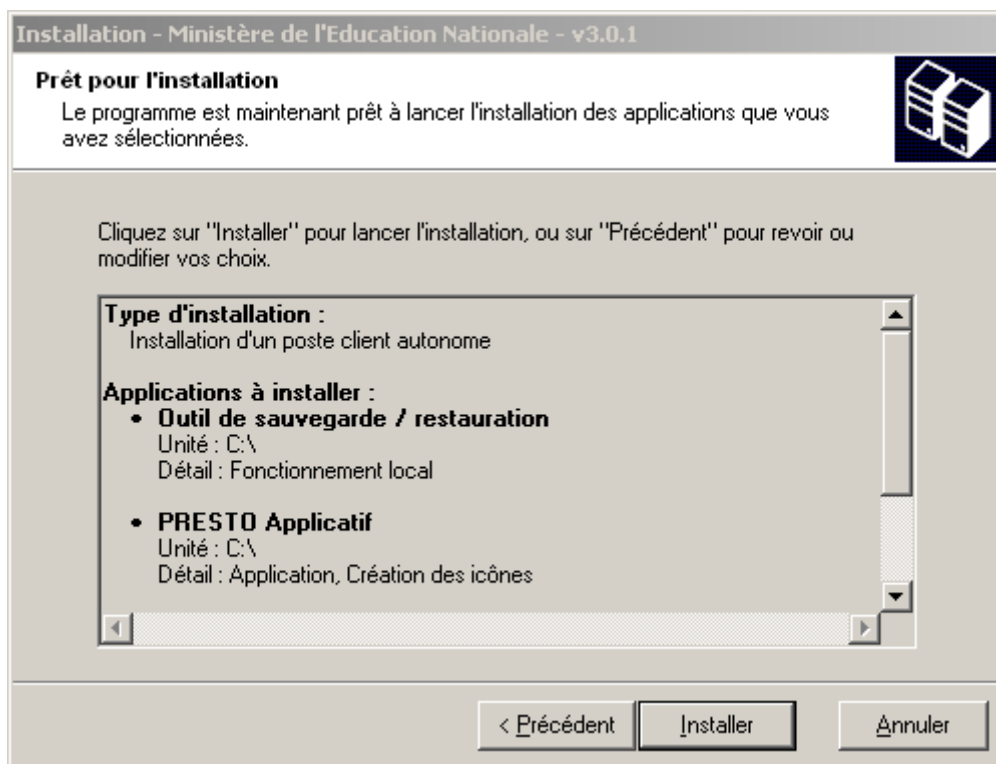 Installation - Ministère de l'Education Nationale - v3.0.1
Prêt pour l'installation
Le programme est maintenant prêt à lancer l'installation des applications que vous
avez sélectionnées.
Cliquez sur "Installer" pour lancer l'installation, ou sur "Précédent" pour revoir ou
modifier vos choix.
Type d'installation :
Installation d'un poste client autonome
Applications à installer :
• Outil de sauvegarde / restauration
Unité : C:\
Détail : Fonctionnement local
• PRESTO Applicatif
Unité : C:\
Détail : Application, Création des icônes
< Précédent
Installer
Annuler